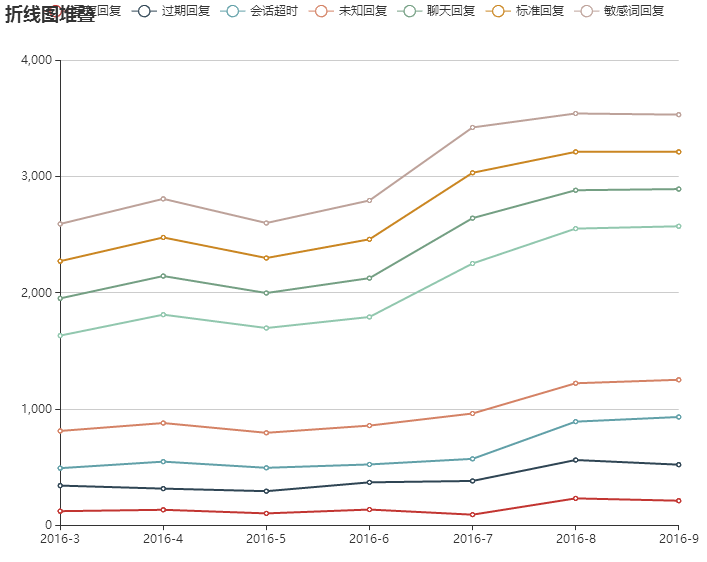 折线图堆叠
回复
过期回复
会话超时
未知回复
聊天回复
标准回复
敏感词回复
4,000
3,000
2,000
1,000
0
2016-3
2016-4
2016-5
2016-6
2016-7
2016-8
2016-9